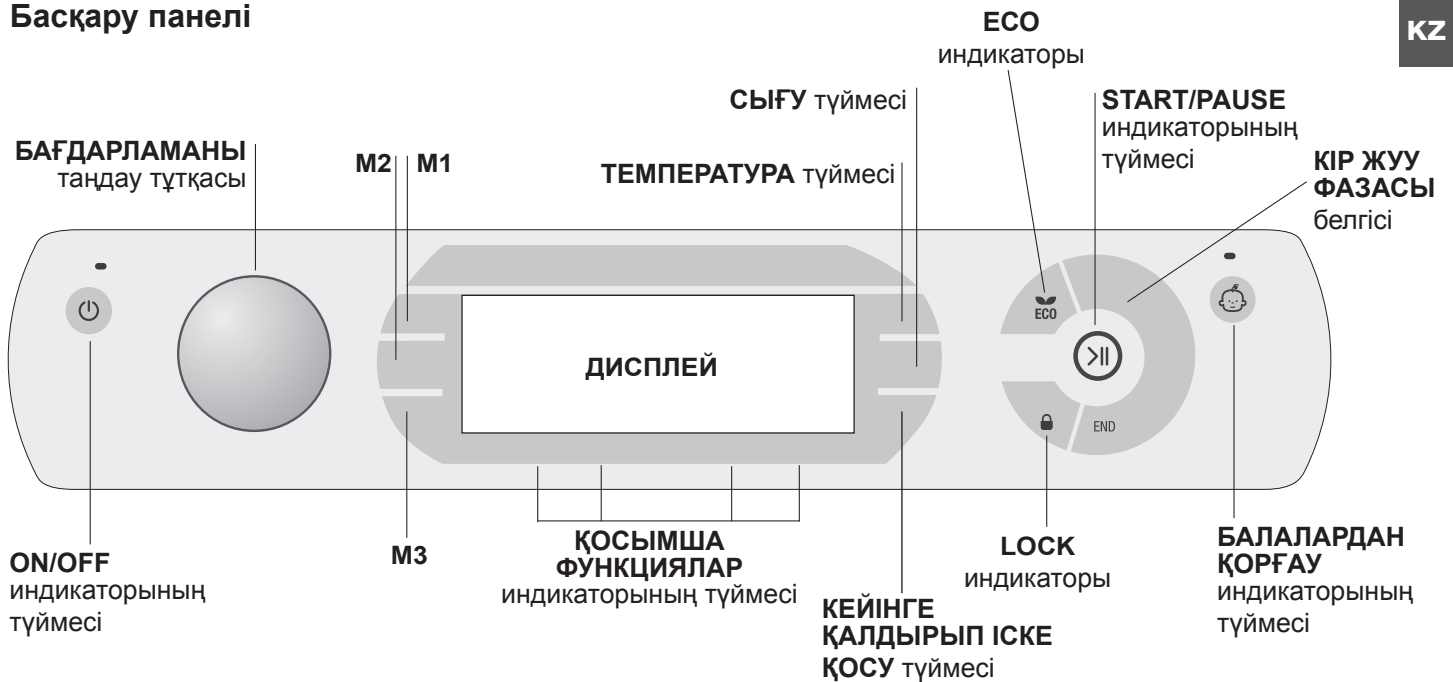 Басқару панелі
KZ
ECO
индикаторы
СЫҒУ түймесі
START/PAUSE
индикаторының
түймесі
БАҒДАРЛАМАНЫ
таңдау тұтқасы
M2
M1
ТЕМПЕРАТУРА түймесі
КІР ЖУУ
ФАЗАСЫ
белгісі
ECO
ДИСПЛЕЙ
END
ON/OFF
индикаторының
түймесі
M3
ҚОСЫМША
ФУНКЦИЯЛАР
индикаторының түймесі
КЕЙІНГЕ
ҚАЛДЫРЫП ІСКЕ
ҚОСУ түймесі
LOCK
индикаторы
БАЛАЛАРДАН
ҚОРҒАУ
индикаторының
түймесі